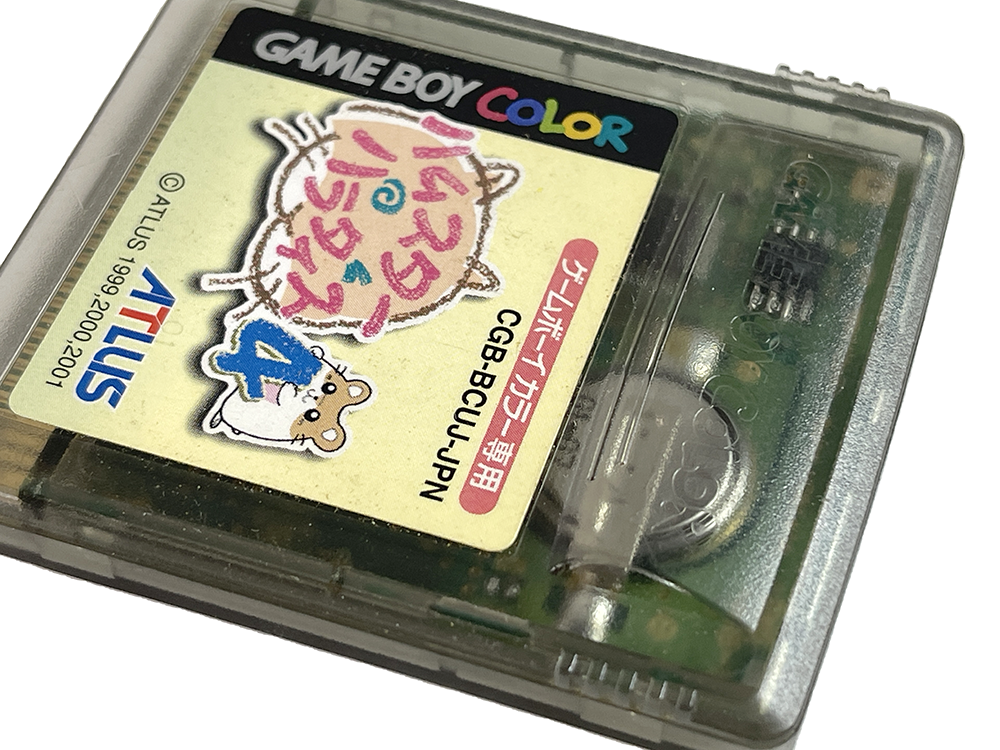 GAME BOY COLOR
ハムスター
パラダイス
4
ゲームボーイカラー専用
CGB-BCUJ-JPN
ATLUS
© ATLUS 1999,2000,2001